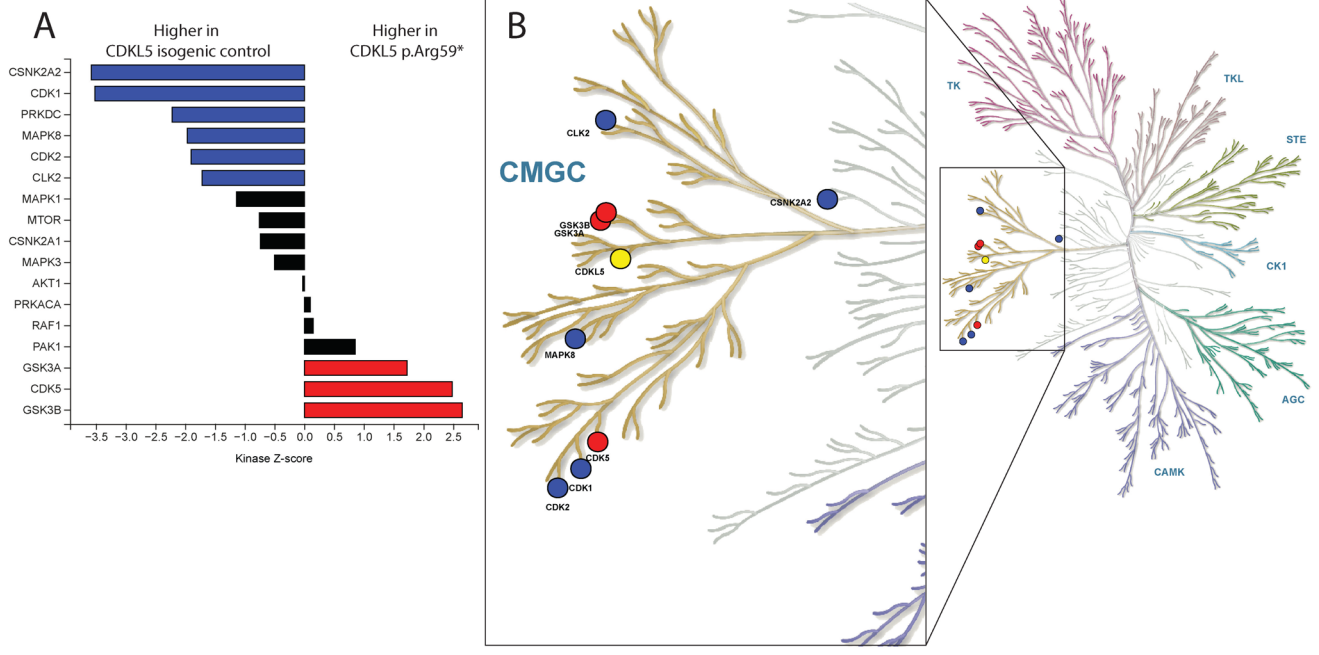 A
Higher in
CDKL5 isogenic control
Higher in
CDKL5 p.Arg59*
CSNK2A2
CDK1
PRKDC
MAPK8
CDK2
CLK2
MAPK1
MTOR
CSNK2A1
MAPK3
AKT1
PRKACA
RAF1
PAK1
GSK3A
CDK5
GSK3B
−3.5 −3.0 −2.5 −2.0 −1.5 −1.0 −0.5 0.0 0.5 1.0 1.5 2.0 2.5
Kinase Z-score
B
CLK2
CMGC
CSNK2A2
GSK3B
GSK3A
CDKL5
MAPK8
CDK5
CDK1
CDK2
TK
TKL
STE
CK1
AGC
CAMK